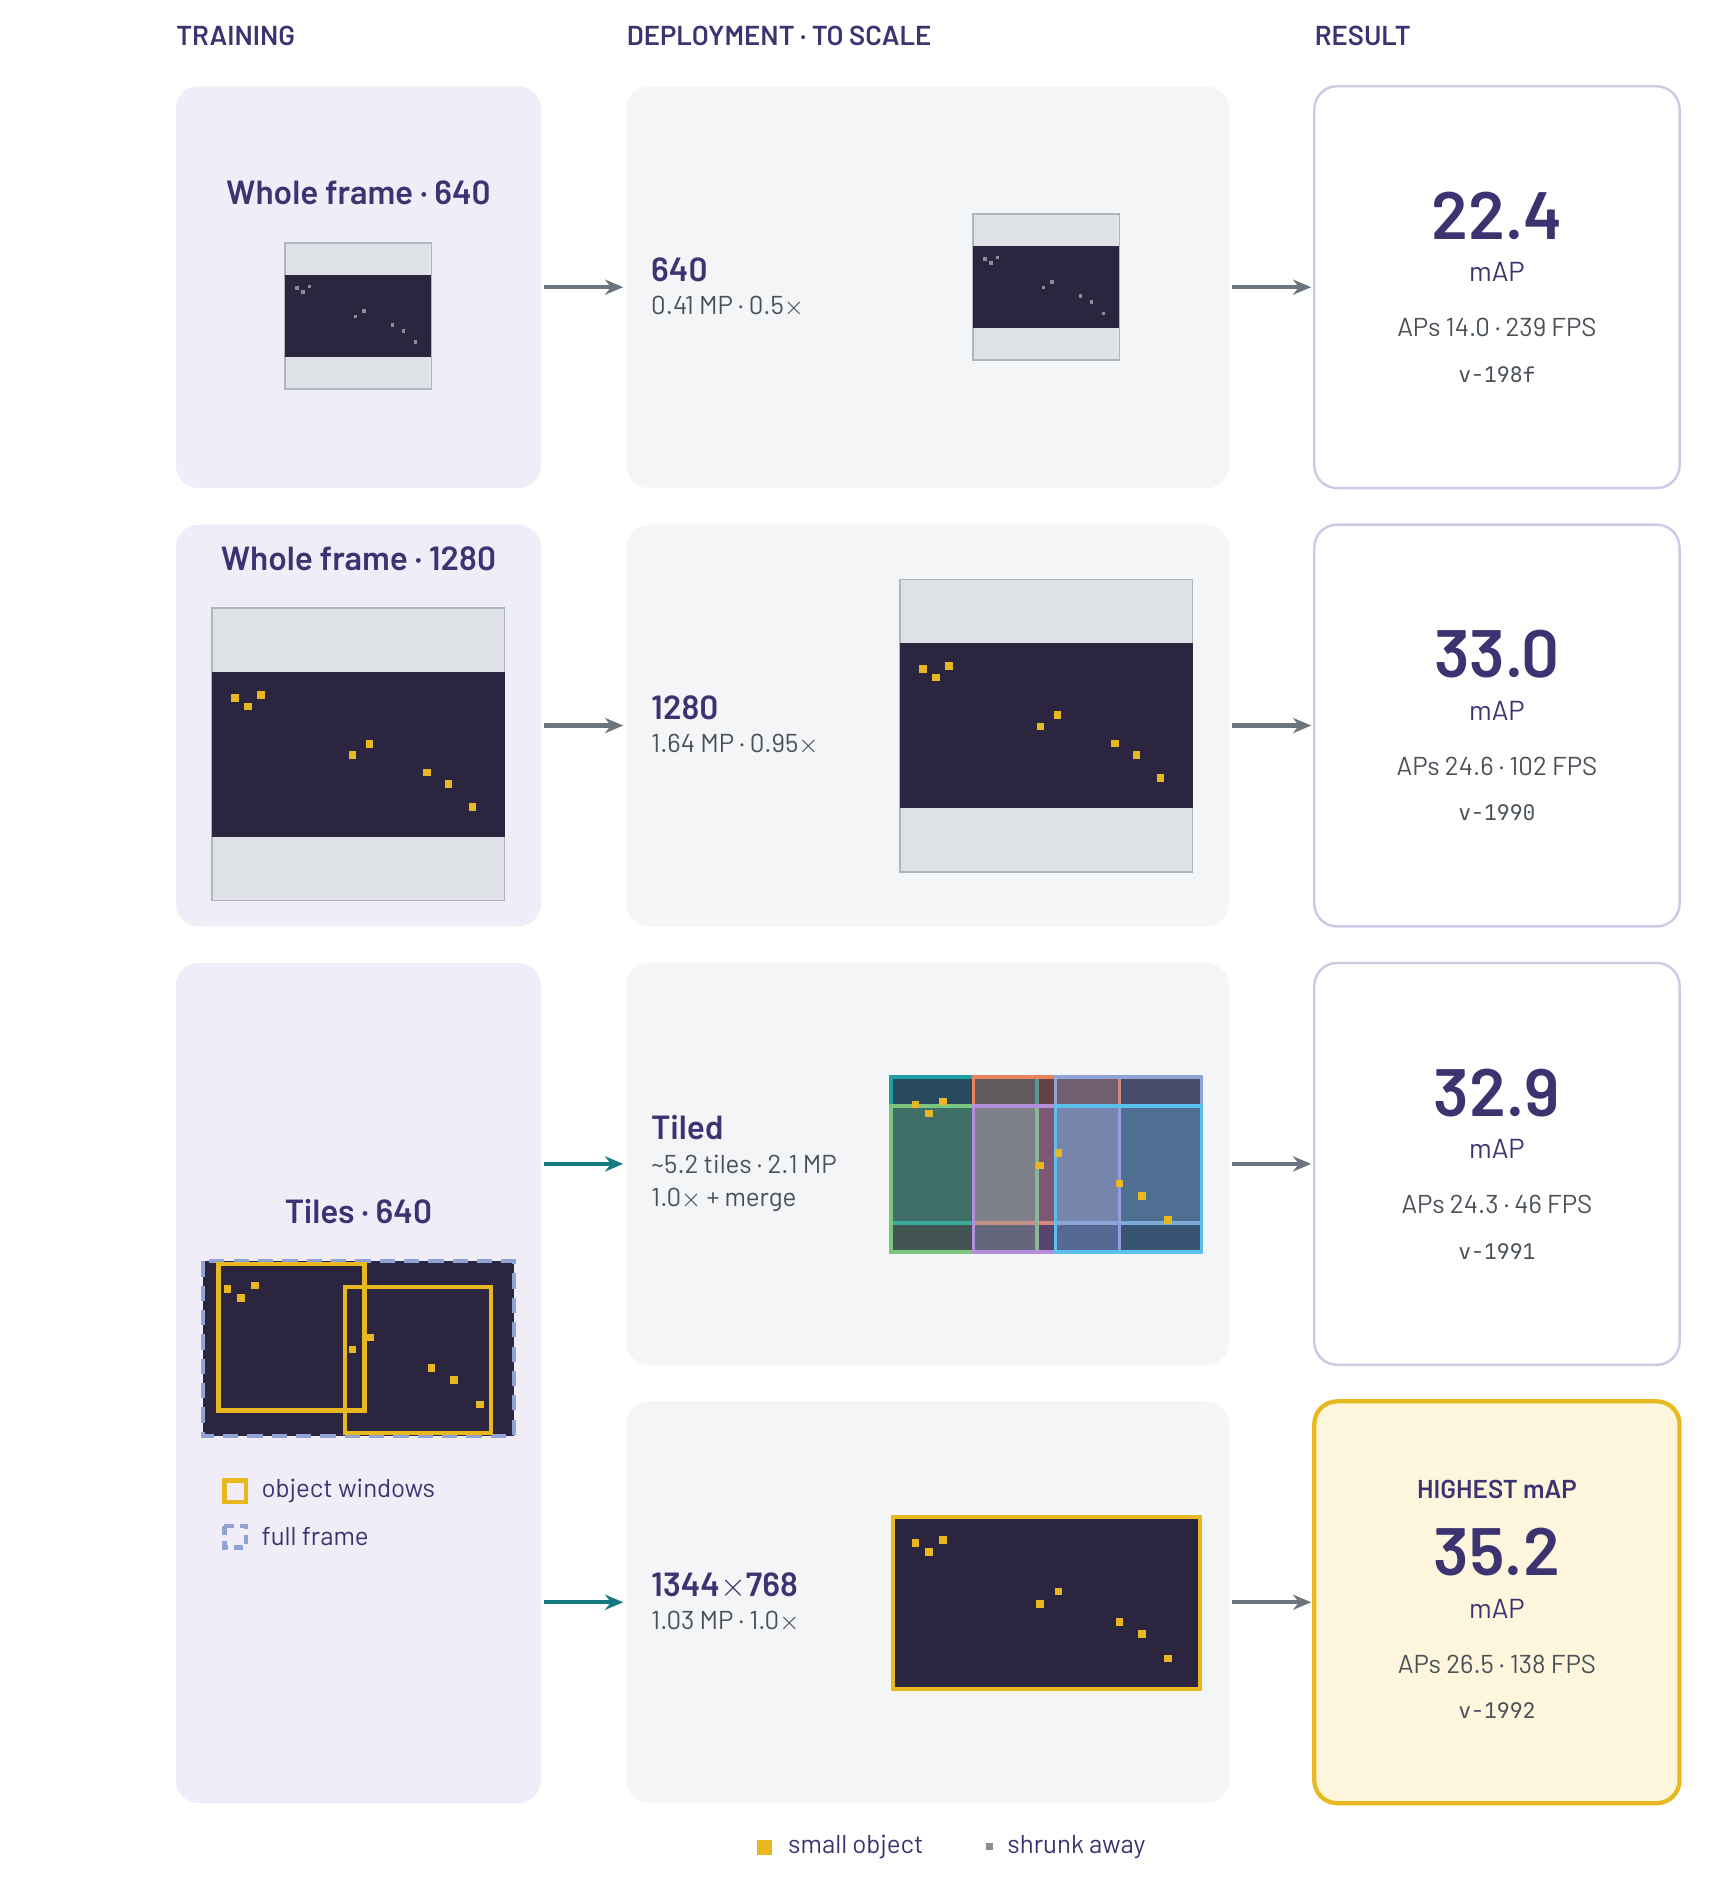 TRAINING
DEPLOYMENT · TO SCALE
RESULT
Whole frame · 640
640
0.41 MP · 0.5×
22.4
mAP
APs 14.0 · 239 FPS
v-198f
Whole frame · 1280
1280
1.64 MP · 0.95×
33.0
mAP
APs 24.6 · 102 FPS
v-1990
Tiles · 640
object windows
full frame
Tiled
~5.2 tiles · 2.1 MP
1.0× + merge
32.9
mAP
APs 24.3 · 46 FPS
v-1991
1344×768
1.03 MP · 1.0×
HIGHEST mAP
35.2
mAP
APs 26.5 · 138 FPS
v-1992
small object
shrunk away